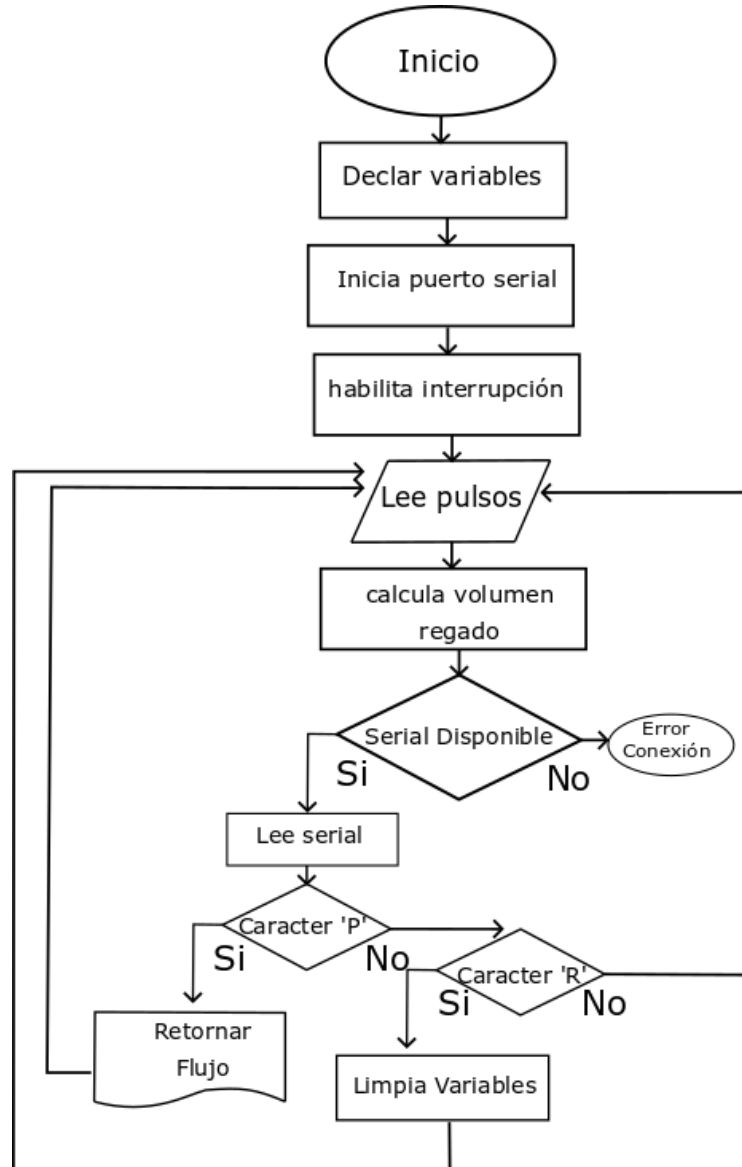 Inicio
Declar variables
Inicia puerto serial
habilita interrupción
Lee pulsos
calcula volumen
regado
Serial Disponible
Error
Conexión
Si
No
Lee serial
Caracter 'P'
Si
No
Caracter 'R'
Si
No
Retornar
Flujo
Limpia Variables